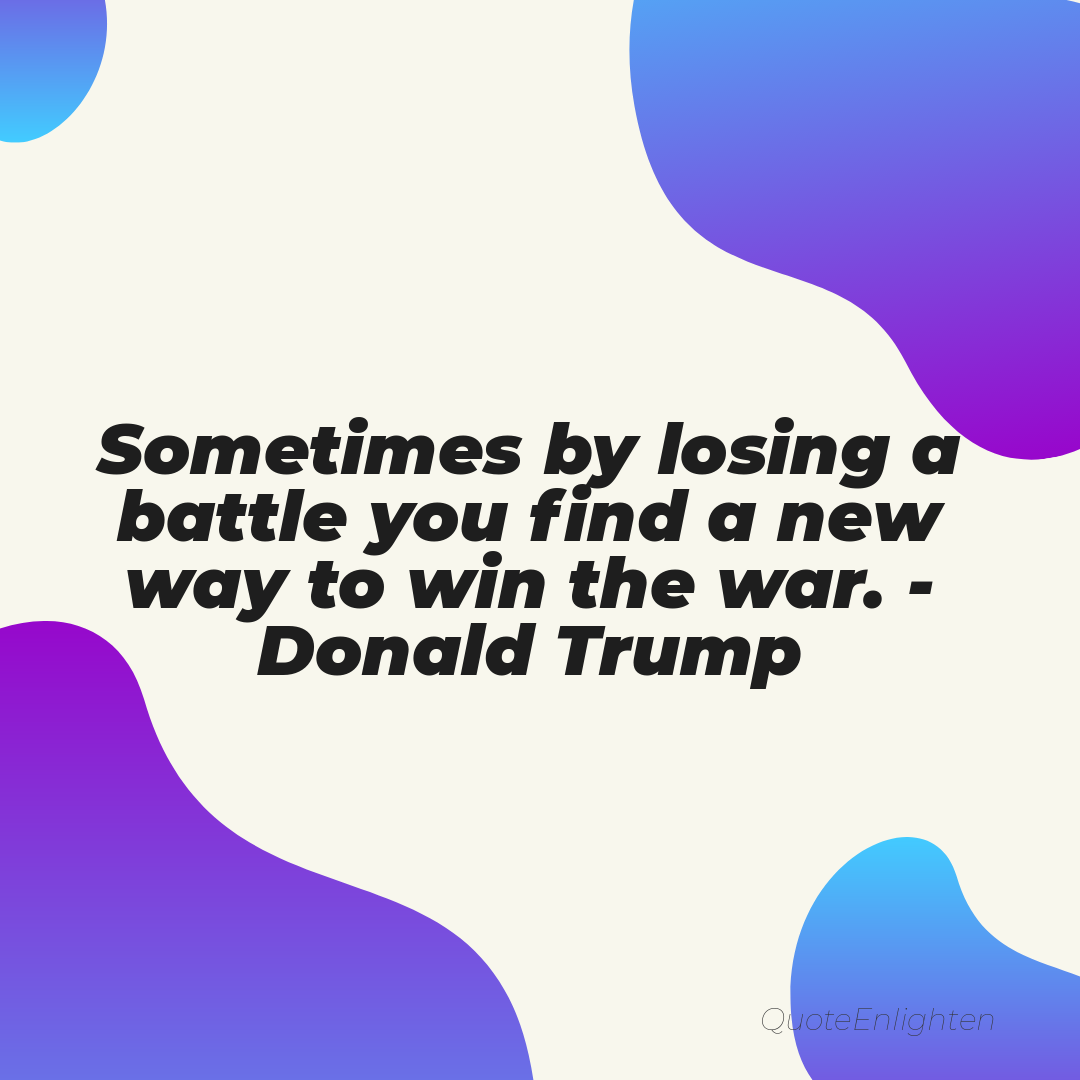 Sometimes by losing a
battle you find a new
way to win the war. -
Donald Trump
QuoteEnlighten